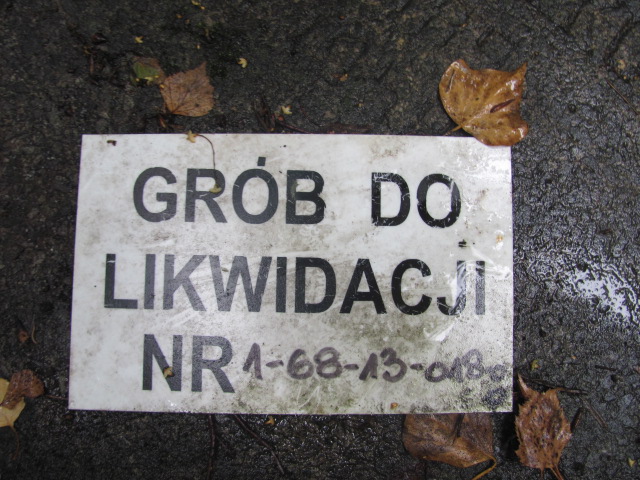 GRÓB DO
LIKWIDACJI
NR 1-68-13-018